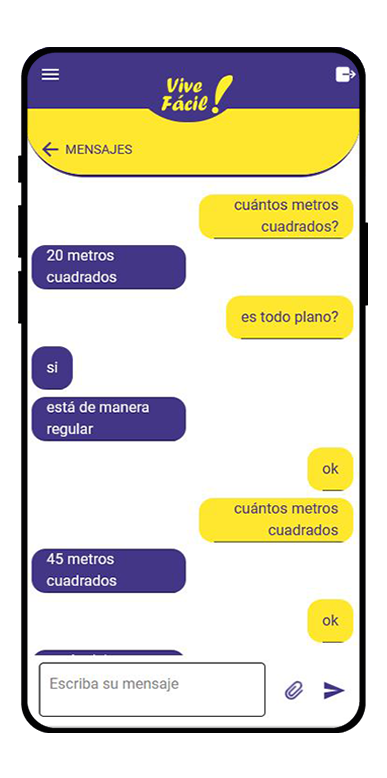 Vive
Fácil!
MENSAJES
cuántos metros
cuadrados?
20 metros
cuadrados
es todo plano?
si
está de manera
regular
ok
cuántos metros
cuadrados
45 metros
cuadrados
ok
Escriba su mensaje